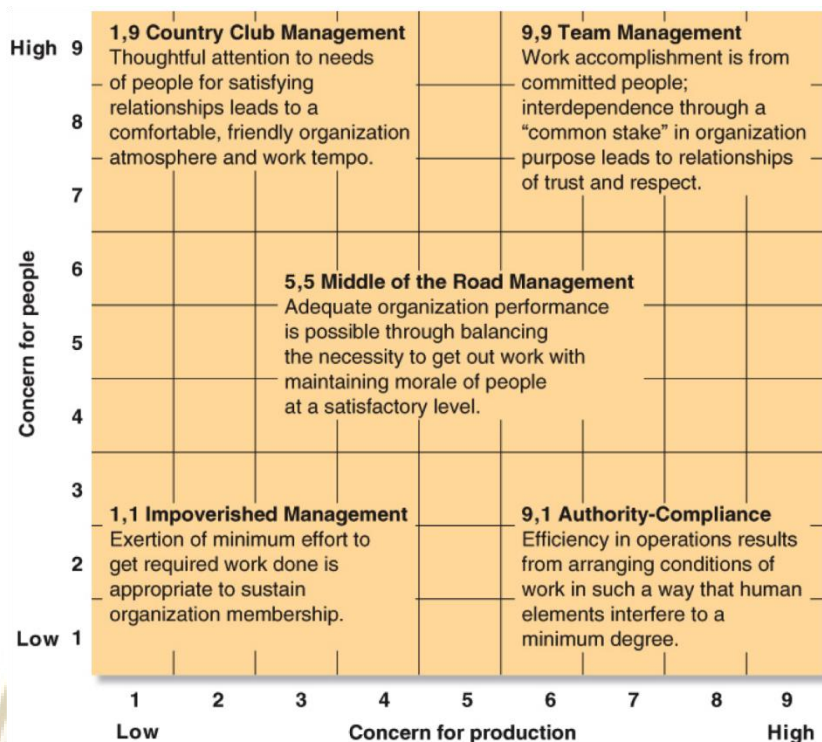 High 9
8
7
6
5
4
3
2
Low 1
Concern for people
1,9 Country Club Management
Thoughtful attention to needs
of people for satisfying
relationships leads to a
comfortable, friendly organization
atmosphere and work tempo.
9,9 Team Management
Work accomplishment is from
committed people;
interdependence through a
“common stake” in organization
purpose leads to relationships
of trust and respect.
5,5 Middle of the Road Management
Adequate organization performance
is possible through balancing
the necessity to get out work with
maintaining morale of people
at a satisfactory level.
1,1 Impoverished Management
Exertion of minimum effort to
get required work done is
appropriate to sustain
organization membership.
9,1 Authority-Compliance
Efficiency in operations results
from arranging conditions of
work in such a way that human
elements interfere to a
minimum degree.
1 2 3 4 5 6 7 8 9
Low Concern for production High